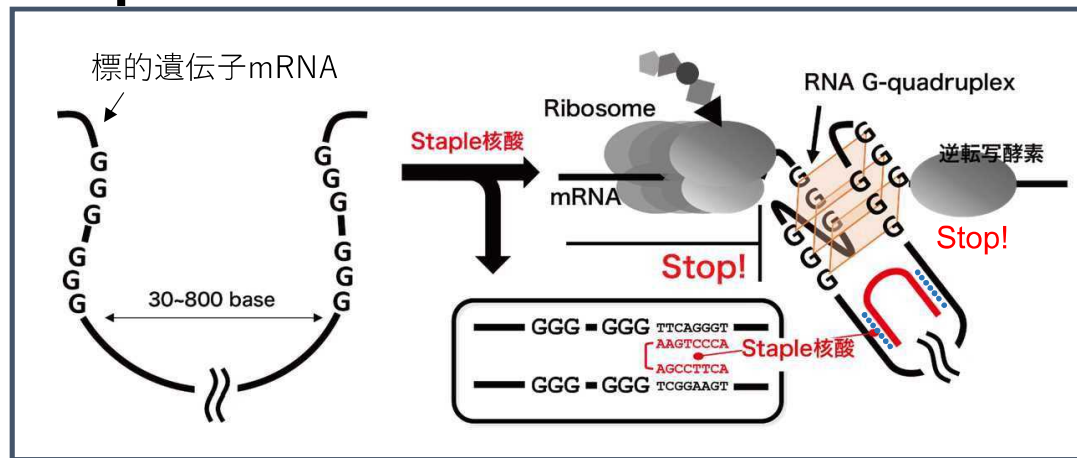 標的遺伝子mRNA
G
G
G
G
G
G
30~800 base
G
G
G
G
G
G
Staple核酸
Ribosome
mRNA
Stop!
RNA G-quadruplex
G
G
G
G
G
G
G
G
G
G
G
G
逆転写酵素
Stop!
GGG GGG TTCAGGGT
AAGTCCCA
Staple核酸
AGCCTTCA
GGG GGG TCGGAAGT